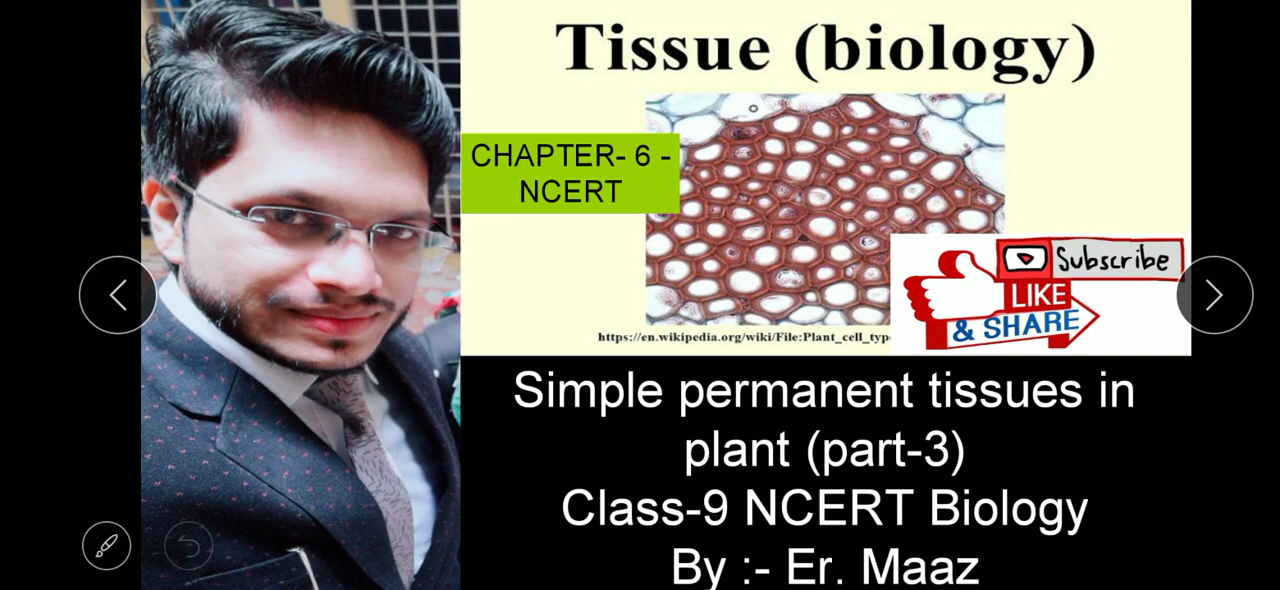 Tissue (biology)
CHAPTER- 6 -
NCERT
Subscribe
LIKE
& SHARE
https://en.wikipedia.org/wiki/File:Plant_cell_type
Simple permanent tissues in
plant (part-3)
Class-9 NCERT Biology
By :- Er. Maaz